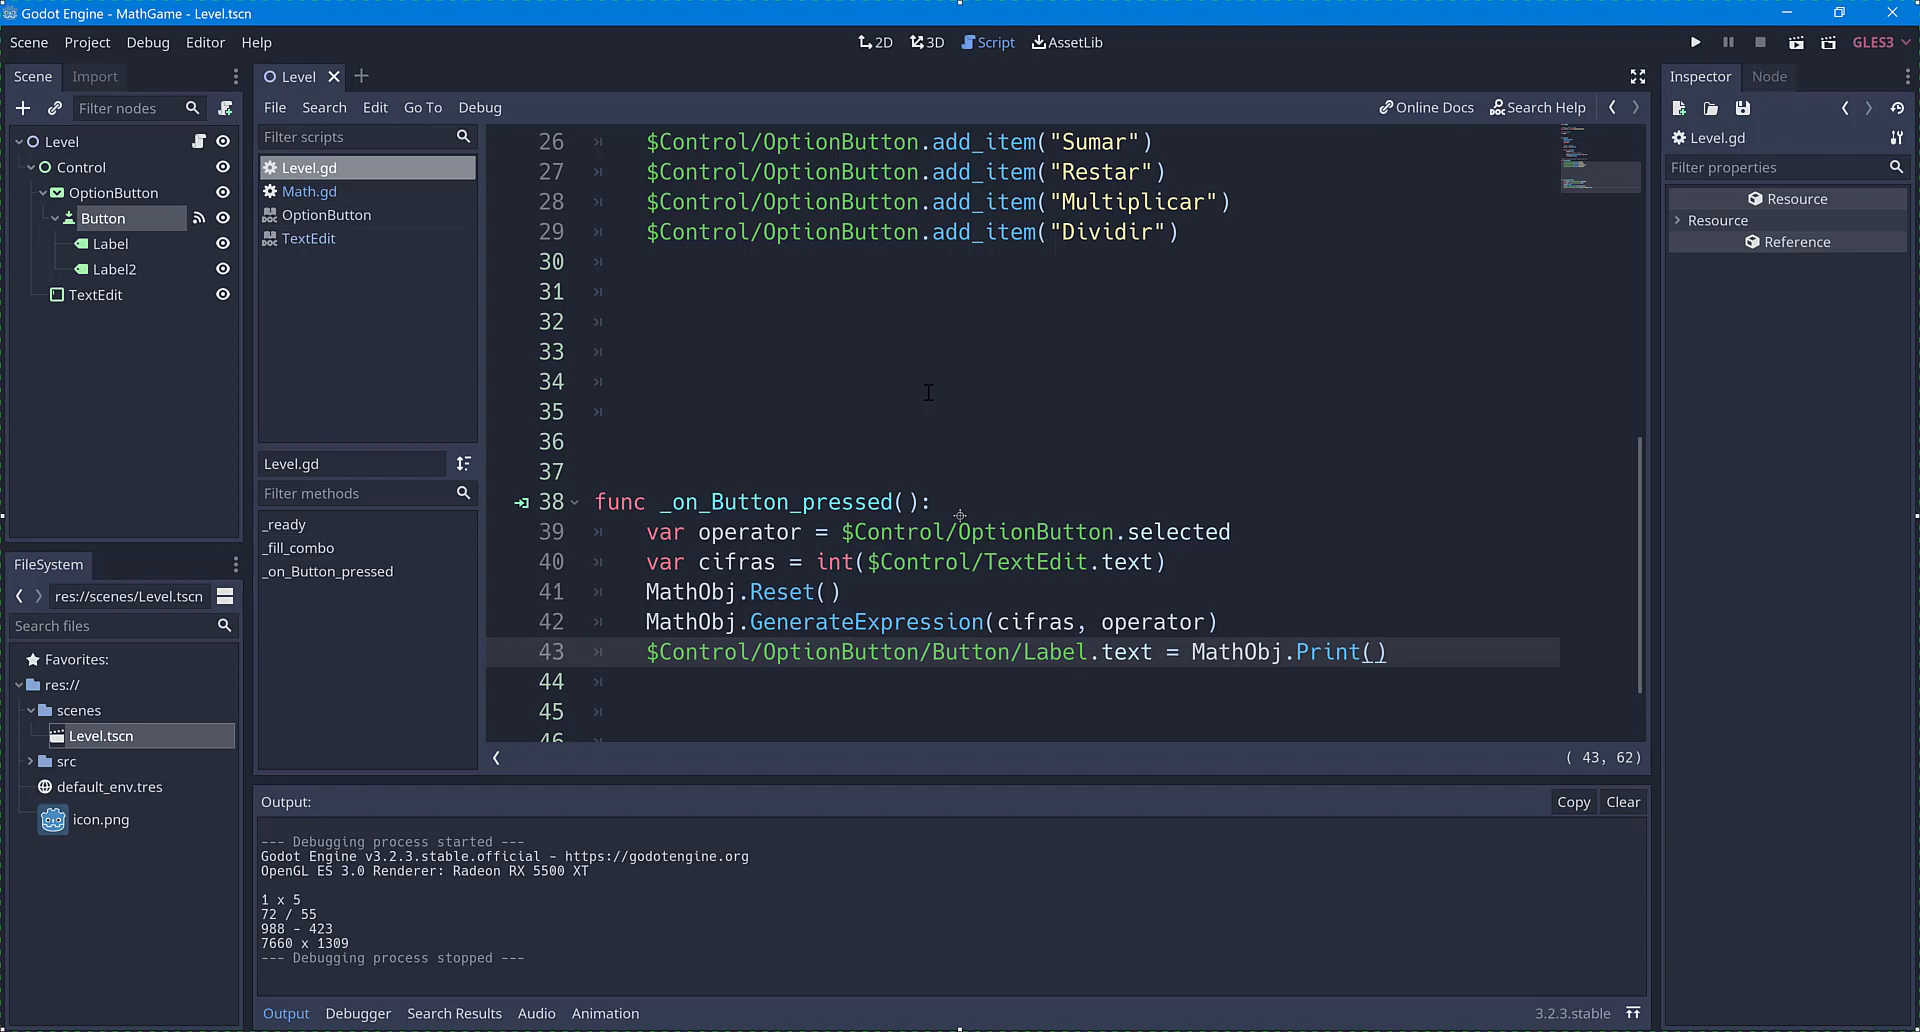 Godot Engine - MathGame - Level.tscn
Scene Project Debug Editor Help
2D 3D Script AssetLib
GLES3
Scene Import
Filter nodes
Level
Control
OptionButton
Button
Label
Label2
TextEdit
FileSystem
res://scenes/Level.tscn
Search files
Favorites:
res://
scenes
Level.tscn
src
default_env.tres
icon.png
Level
File Search Edit Go To Debug
Online Docs Search Help
Filter scripts
Level.gd
Math.gd
OptionButton
TextEdit
Level.gd
Filter methods
_ready
_fill_combo
_on_Button_pressed
26 $Control/OptionButton.add_item("Sumar")
27 $Control/OptionButton.add_item("Restar")
28 $Control/OptionButton.add_item("Multiplicar")
29 $Control/OptionButton.add_item("Dividir")
30
31
32
33
34
35
36
37
38 func _on_Button_pressed():
39 var operator = $Control/OptionButton.selected
40 var cifras = int($Control/TextEdit.text)
41 MathObj.Reset()
42 MathObj.GenerateExpression(cifras, operator)
43 $Control/OptionButton/Button/Label.text = MathObj.Print()
44
45
46
( 43, 62)
Output:
Copy Clear
--- Debugging process started ---
Godot Engine v3.2.3.stable.official - https://godotengine.org
OpenGL ES 3.0 Renderer: Radeon RX 5500 XT
1 x 5
72 / 55
988 - 423
7660 x 1309
--- Debugging process stopped ---
Output Debugger Search Results Audio Animation
3.2.3.stable
Inspector Node
Level.gd
Filter properties
Resource
Resource
Reference